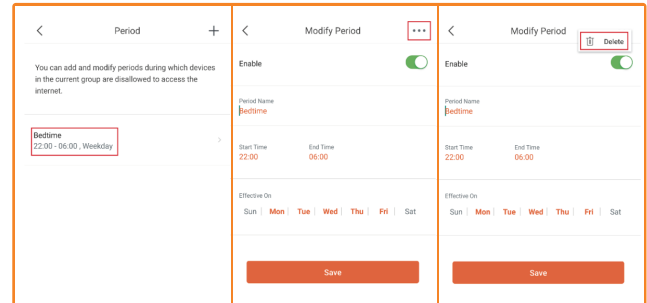 Period
You can add and modify periods during which devices
in the current group are disallowed to access the
internet.
Bedtime
22:00 - 06:00 , Weekday
Modify Period
Enable
Period Name
Bedtime
Start Time End Time
22:00 06:00
Effective On
Sun Mon Tue Wed Thu Fri Sat
Save
Modify Period
Delete
Enable
Period Name
Bedtime
Start Time End Time
22:00 06:00
Effective On
Sun Mon Tue Wed Thu Fri Sat
Save